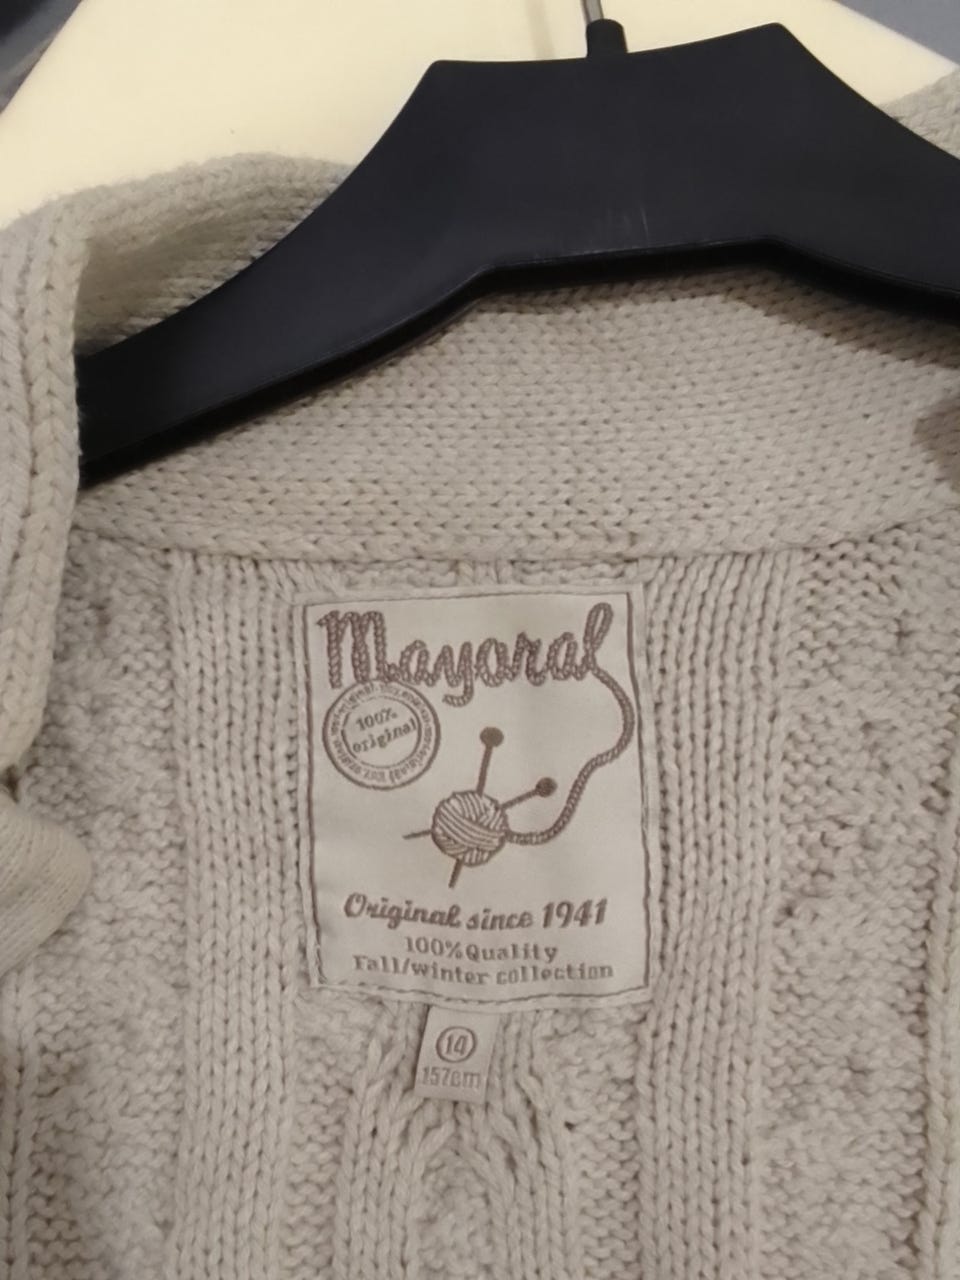 Mayoral
100%
original
Original since 1941
100%Quality
Fall/winter collection
14
157cm